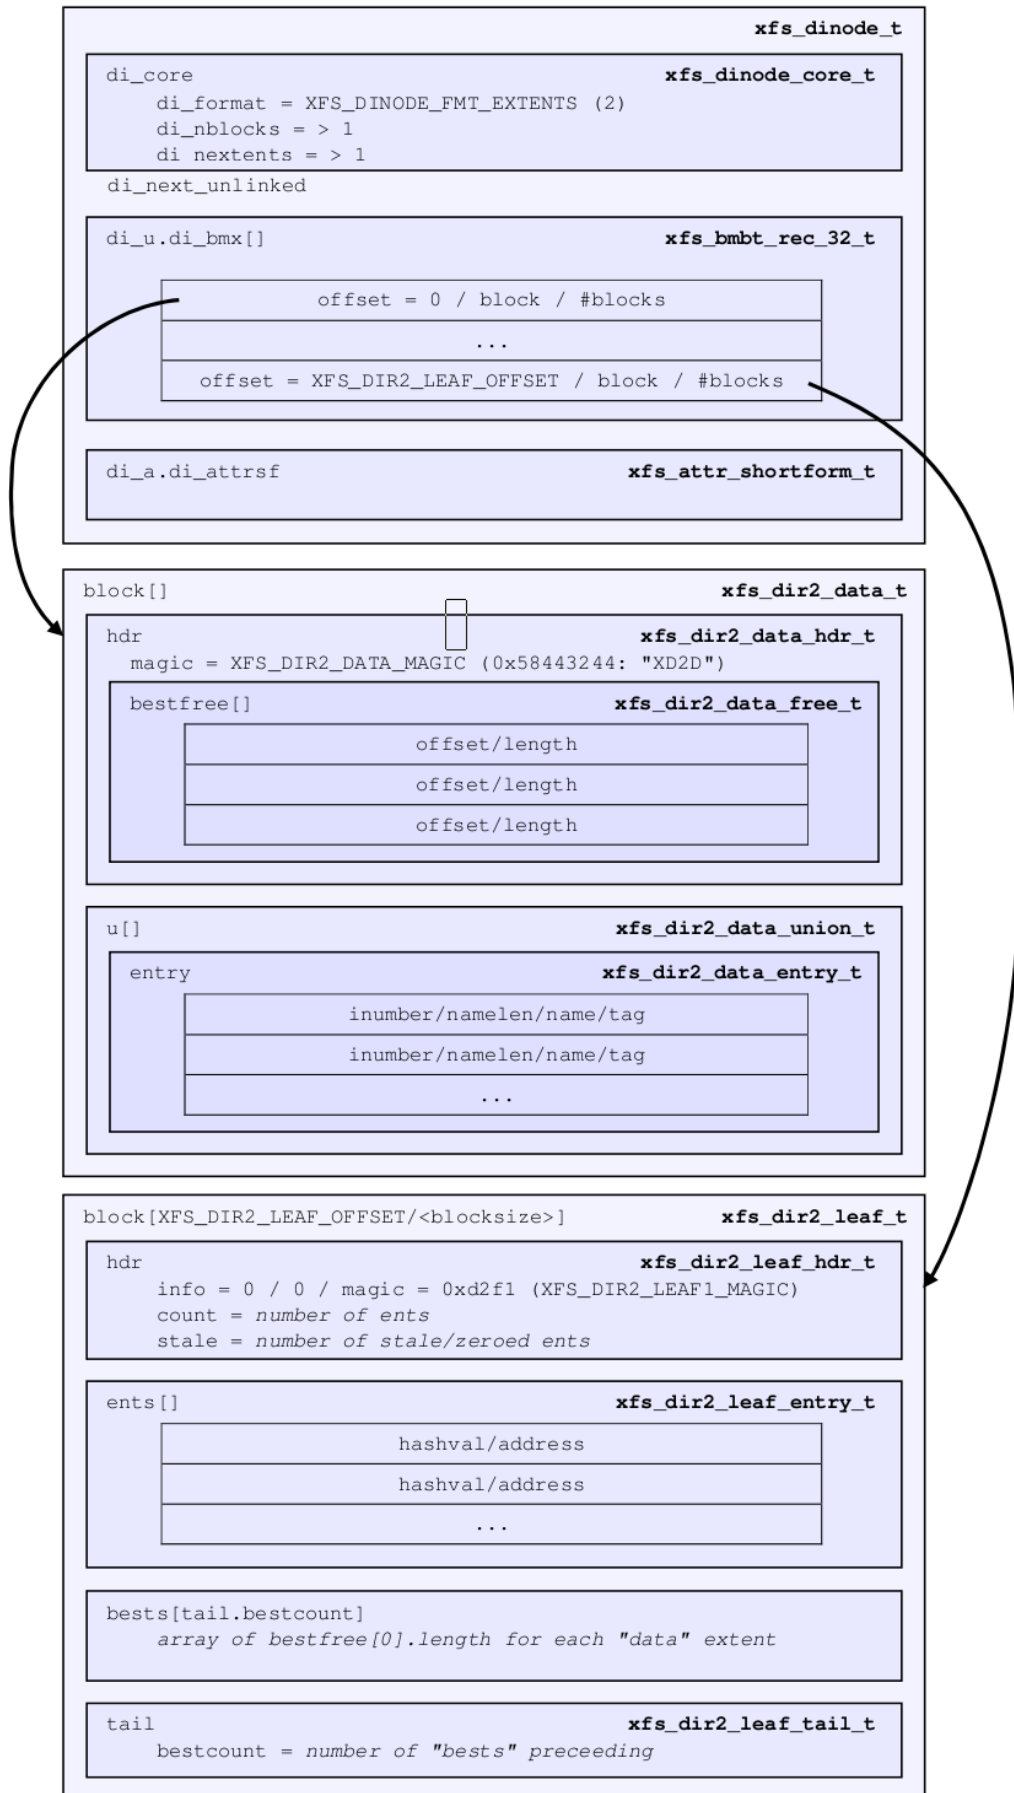 xfs_dinode_t
di_core xfs_dinode_core_t
di_format = XFS_DINODE_FMT_EXTENTS (2)
di_nblocks = > 1
di nextents = > 1
di_next_unlinked
di_u.di_bmx[] xfs_bmbt_rec_32_t
offset = 0 / block / #blocks
...
offset = XFS_DIR2_LEAF_OFFSET / block / #blocks
di_a.di_attrsf xfs_attr_shortform_t
block[] xfs_dir2_data_t
hdr xfs_dir2_data_hdr_t
magic = XFS_DIR2_DATA_MAGIC (0x58443244: "XD2D")
bestfree[] xfs_dir2_data_free_t
offset/length
offset/length
offset/length
u[] xfs_dir2_data_union_t
entry xfs_dir2_data_entry_t
inumber/namelen/name/tag
inumber/namelen/name/tag
...
block[XFS_DIR2_LEAF_OFFSET/<blocksize>] xfs_dir2_leaf_t
hdr xfs_dir2_leaf_hdr_t
info = 0 / 0 / magic = 0xd2f1 (XFS_DIR2_LEAF1_MAGIC)
count = number of ents
stale = number of stale/zeroed ents
ents[] xfs_dir2_leaf_entry_t
hashval/address
hashval/address
...
bests[tail.bestcount]
array of bestfree[0].length for each "data" extent
tail xfs_dir2_leaf_tail_t
bestcount = number of "bests" preceeding